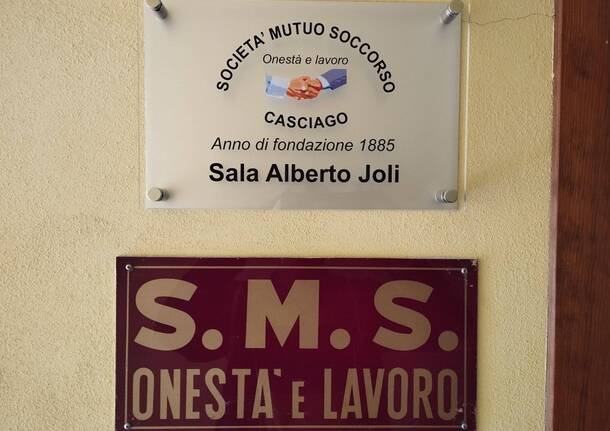 SOCIETA' MUTUO SOCCORSO
Onestà e lavoro
CASCIAGO
Anno di fondazione 1885
Sala Alberto Joli
S. M. S.
ONESTA' E LAVORO